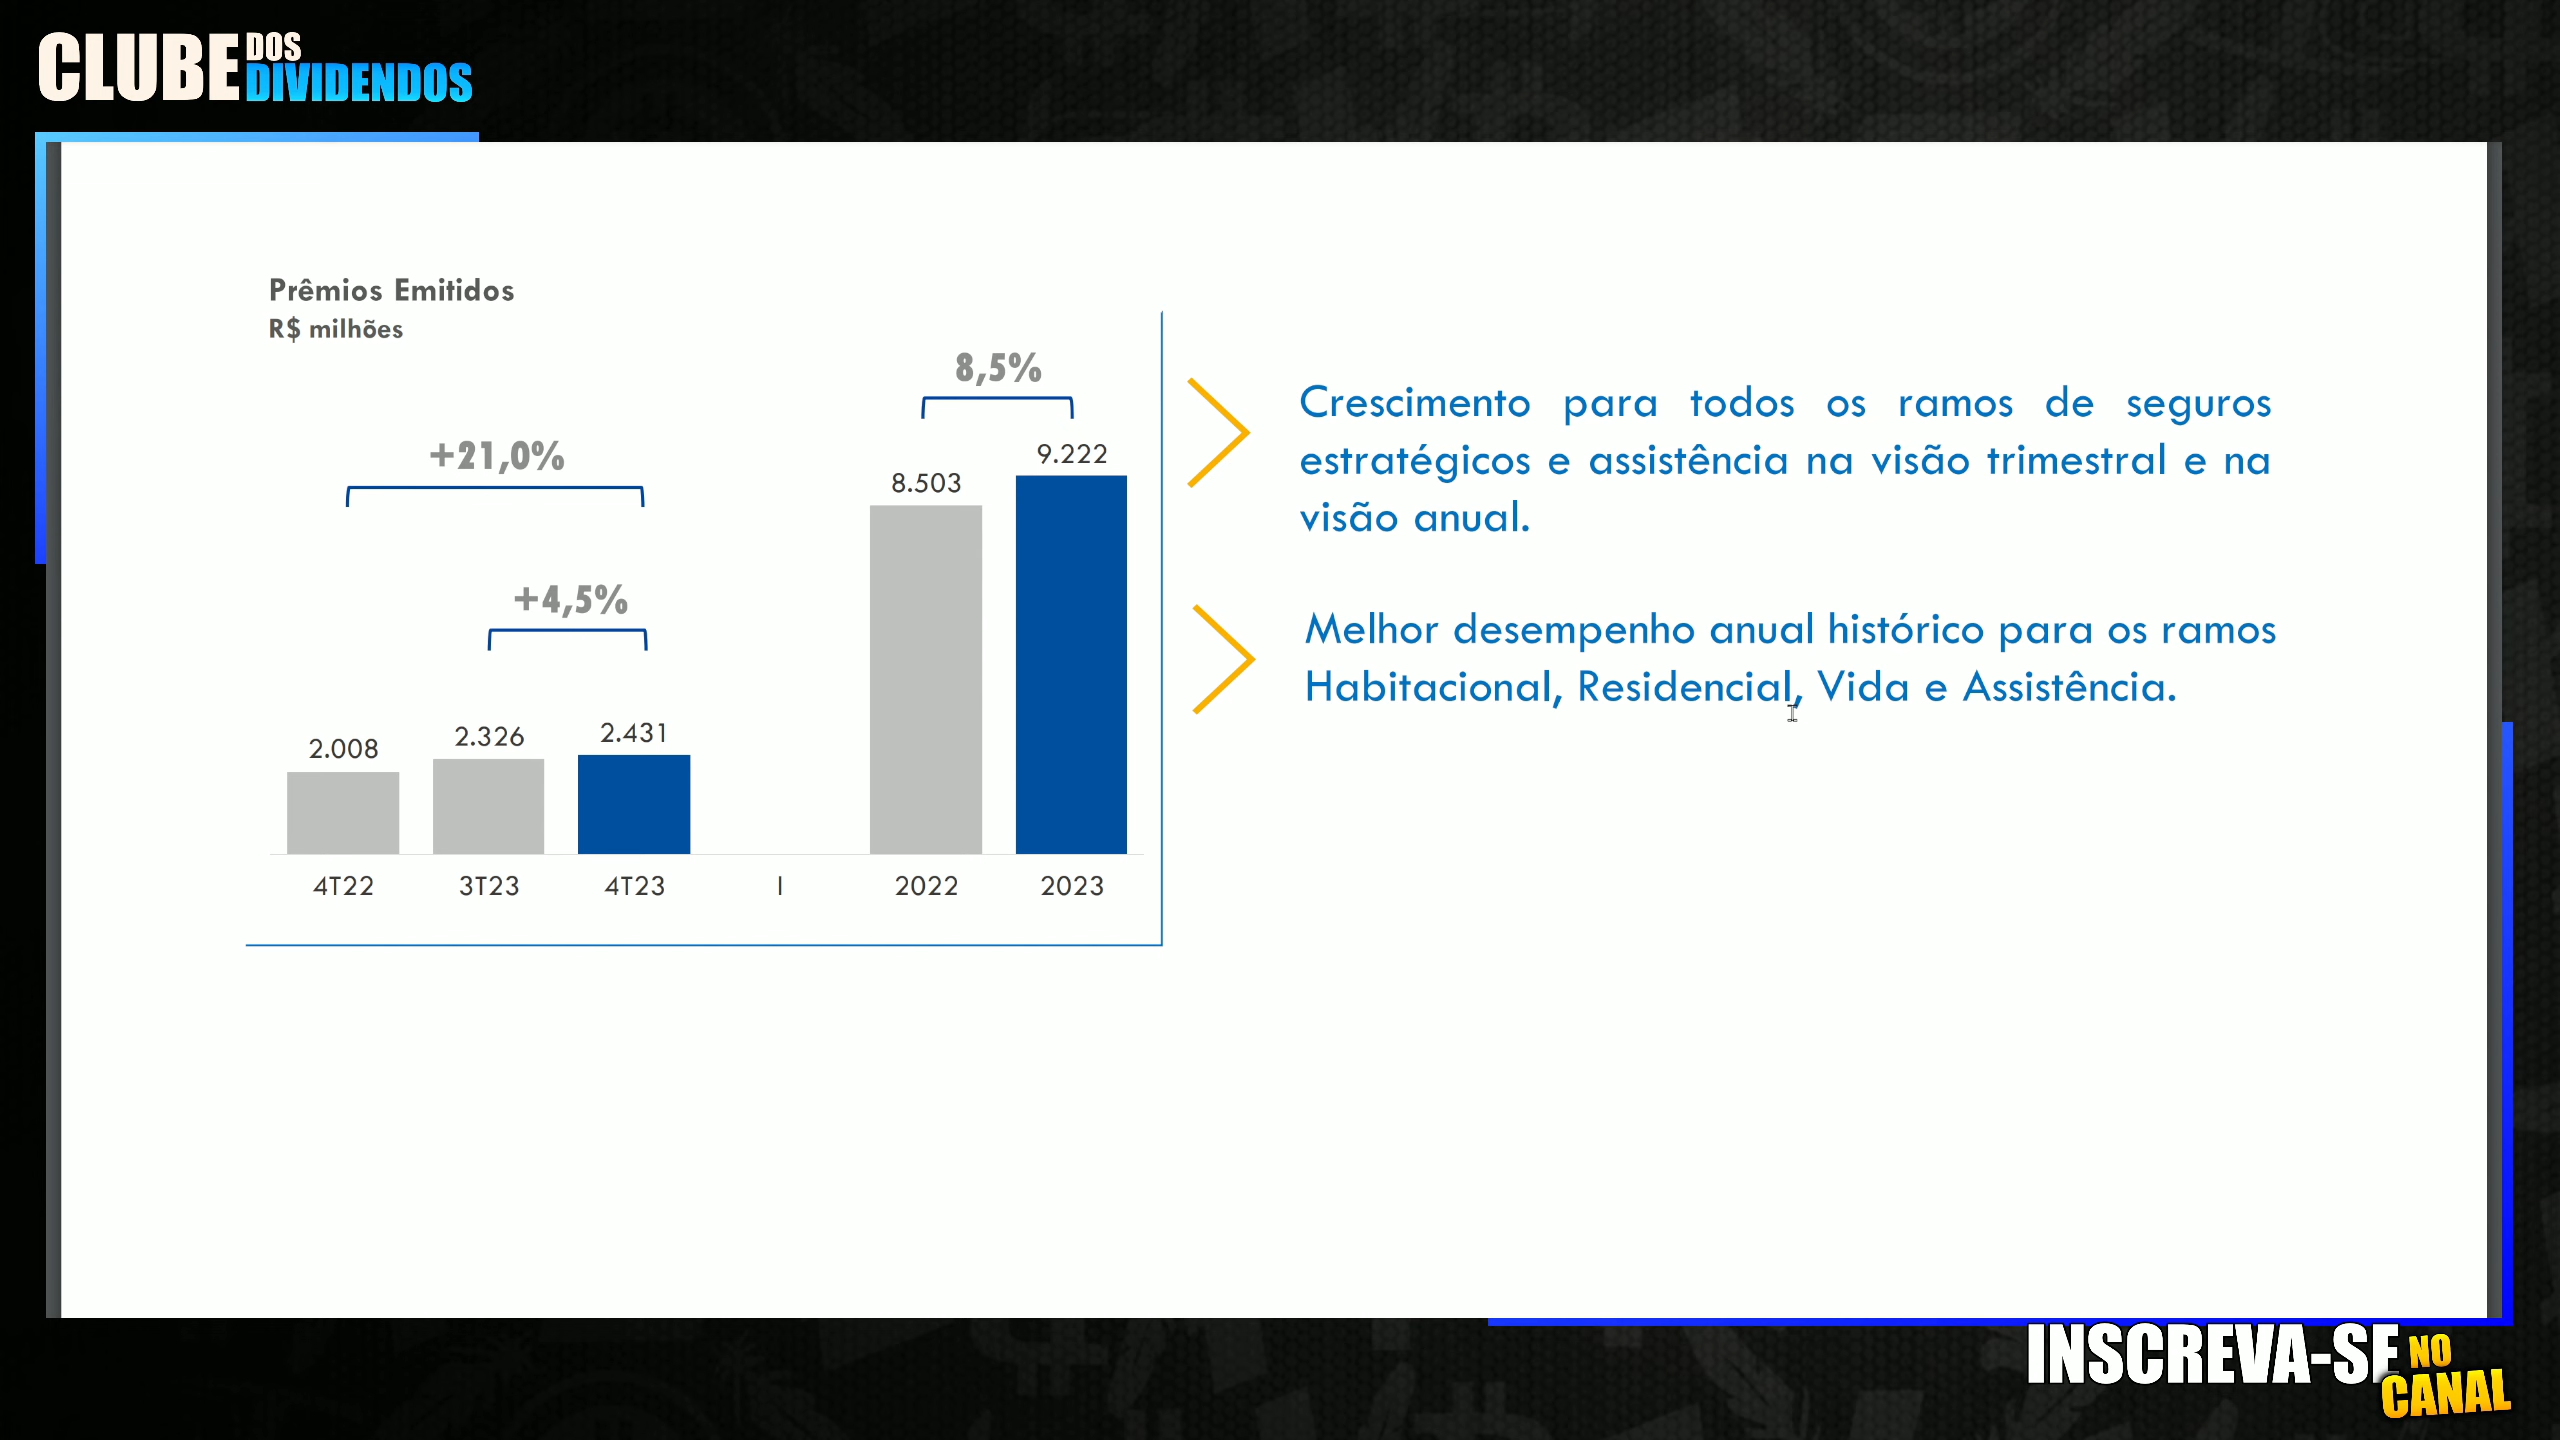 CLUBE DOS
DIVIDENDOS
Prêmios Emitidos
R$ milhões
8,5%
+21,0%
+4,5%
2.008
2.326
2.431
8.503
9.222
4T22 3T23 4T23 | 2022 2023
Crescimento para todos os ramos de seguros
estratégicos e assistência na visão trimestral e na
visão anual.
Melhor desempenho anual histórico para os ramos
Habitacional, Residencial, Vida e Assistência.
INSCREVA-SE NO
CANAL